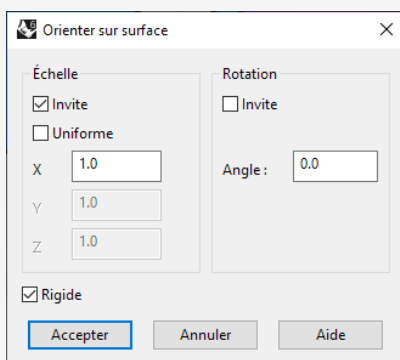 Orienter sur surface
Échelle
Invite
Uniforme
X 1.0
Y 1.0
Z 1.0
Rotation
Invite
Angle : 0.0
Rigide
Accepter Annuler Aide